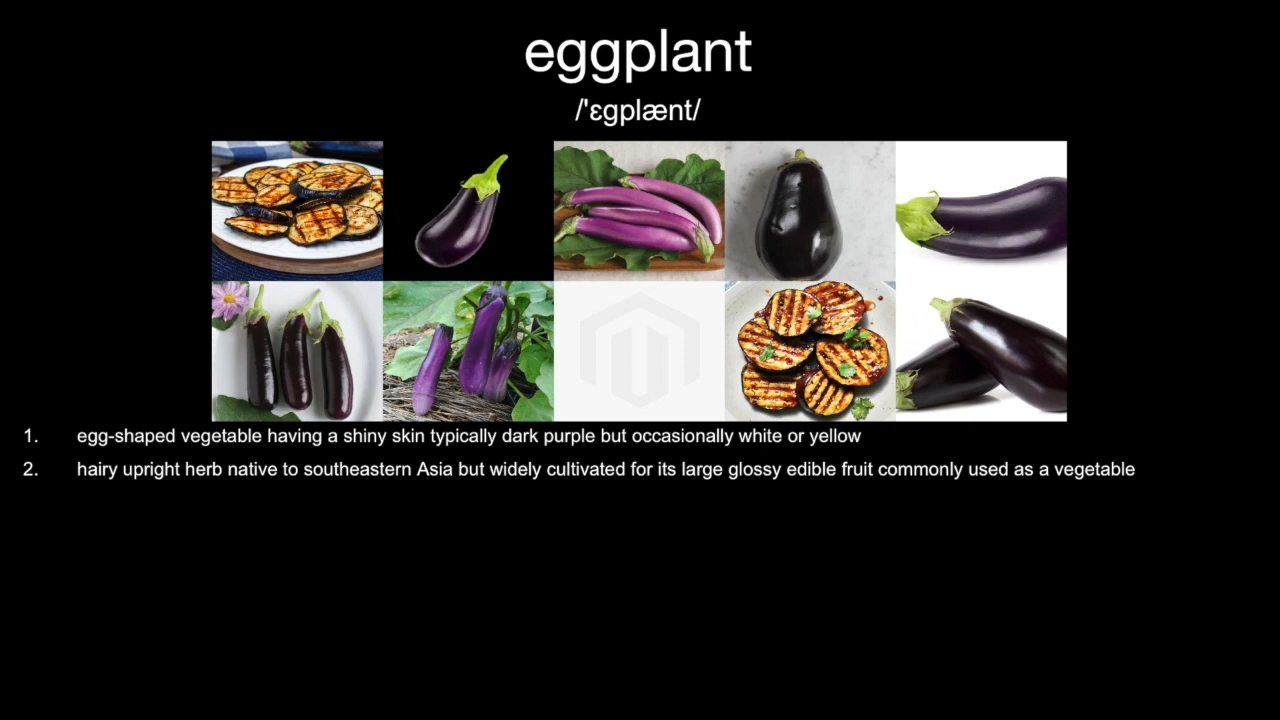 eggplant
/'ɛgplænt/
1. egg-shaped vegetable having a shiny skin typically dark purple but occasionally white or yellow
2. hairy upright herb native to southeastern Asia but widely cultivated for its large glossy edible fruit commonly used as a vegetable